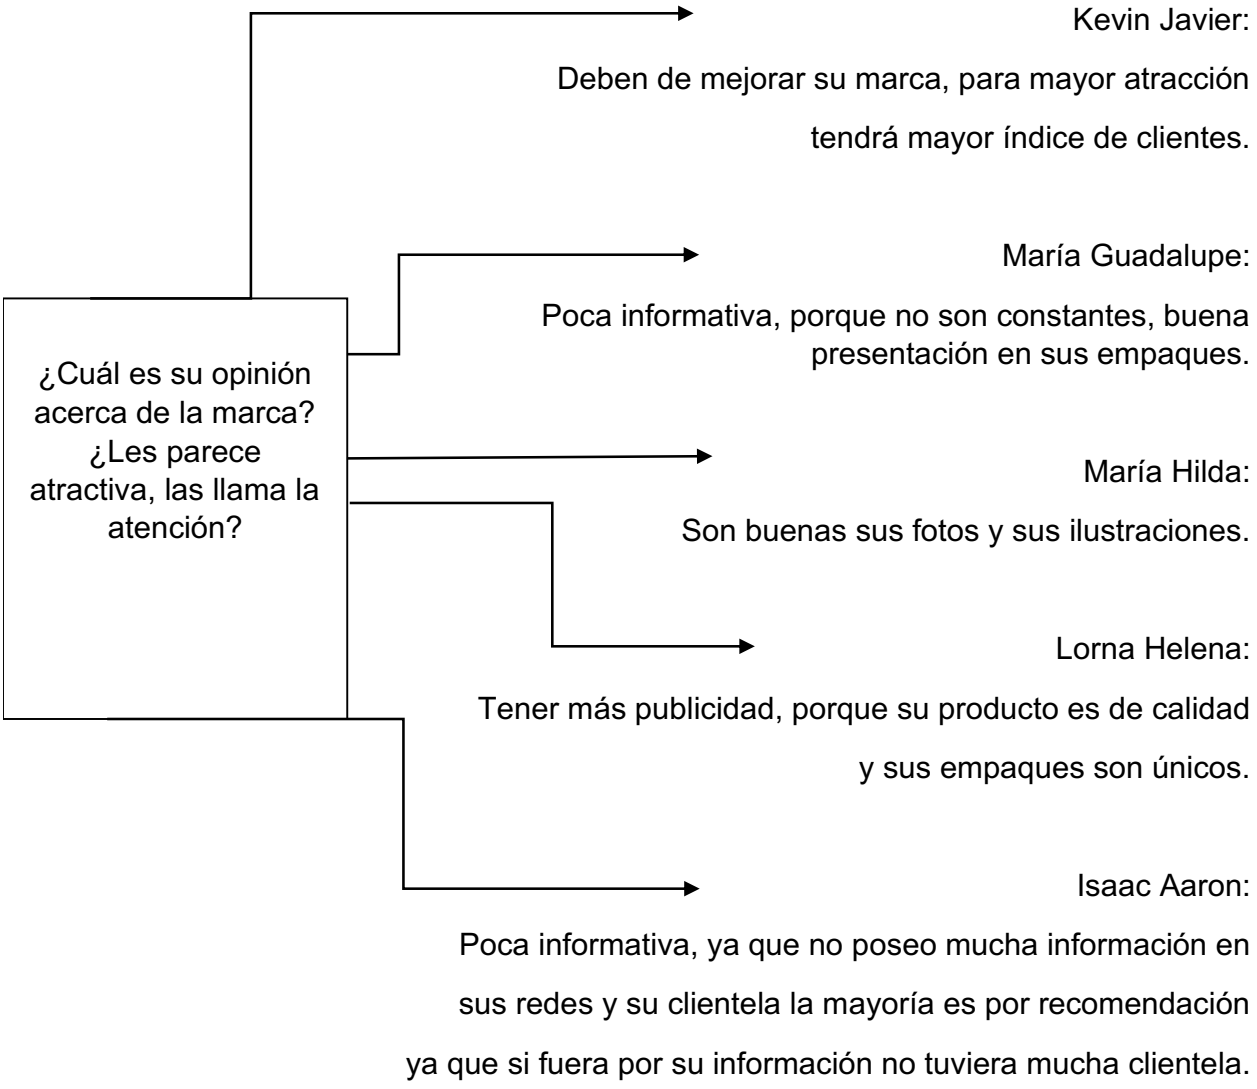 ¿Cuál es su opinión
acerca de la marca?
¿Les parece
atractiva, las llama la
atención?
Kevin Javier:
Deben de mejorar su marca, para mayor atracción
tendrá mayor índice de clientes.
María Guadalupe:
Poca informativa, porque no son constantes, buena
presentación en sus empaques.
María Hilda:
Son buenas sus fotos y sus ilustraciones.
Lorna Helena:
Tener más publicidad, porque su producto es de calidad
y sus empaques son únicos.
Isaac Aaron:
Poca informativa, ya que no poseo mucha información en
sus redes y su clientela la mayoría es por recomendación
ya que si fuera por su información no tuviera mucha clientela.